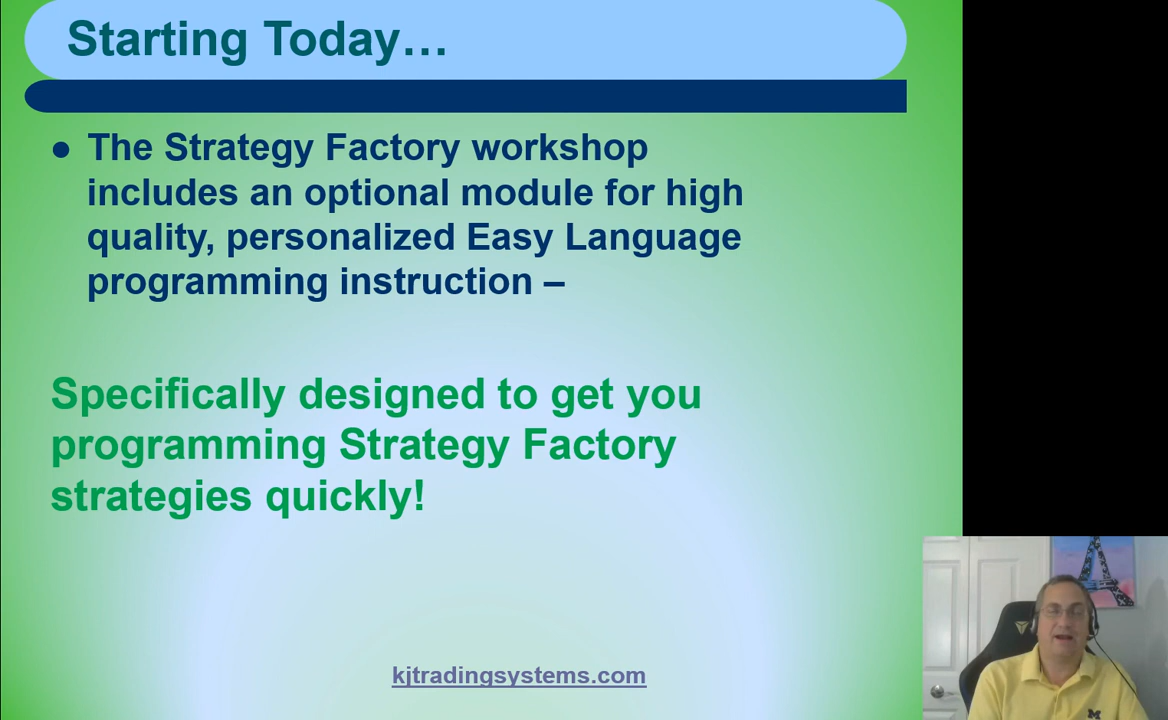 Starting Today…
● The Strategy Factory workshop
includes an optional module for high
quality, personalized Easy Language
programming instruction –
Specifically designed to get you
programming Strategy Factory
strategies quickly!
kjtradingsystems.com
M